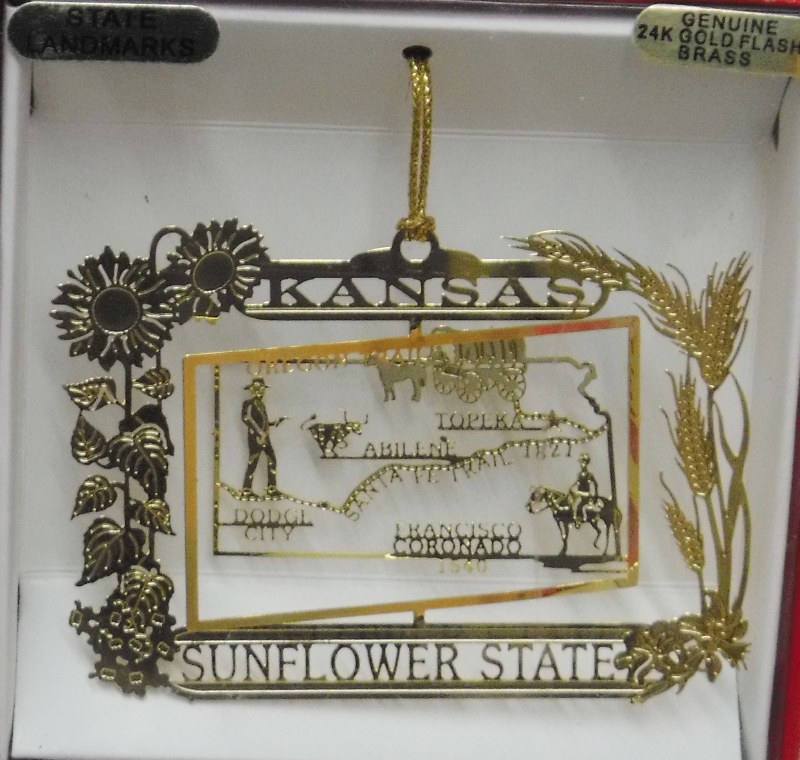 STATE
LANDMARKS
GENUINE
24K GOLD FLASH
BRASS
KANSAS
OREGON TRAIL
TOPEKA
ABILENE
SANTA FE TRAIL 1821
DODGE
CITY
FRANCISCO
CORONADO
1540
SUNFLOWER STATE